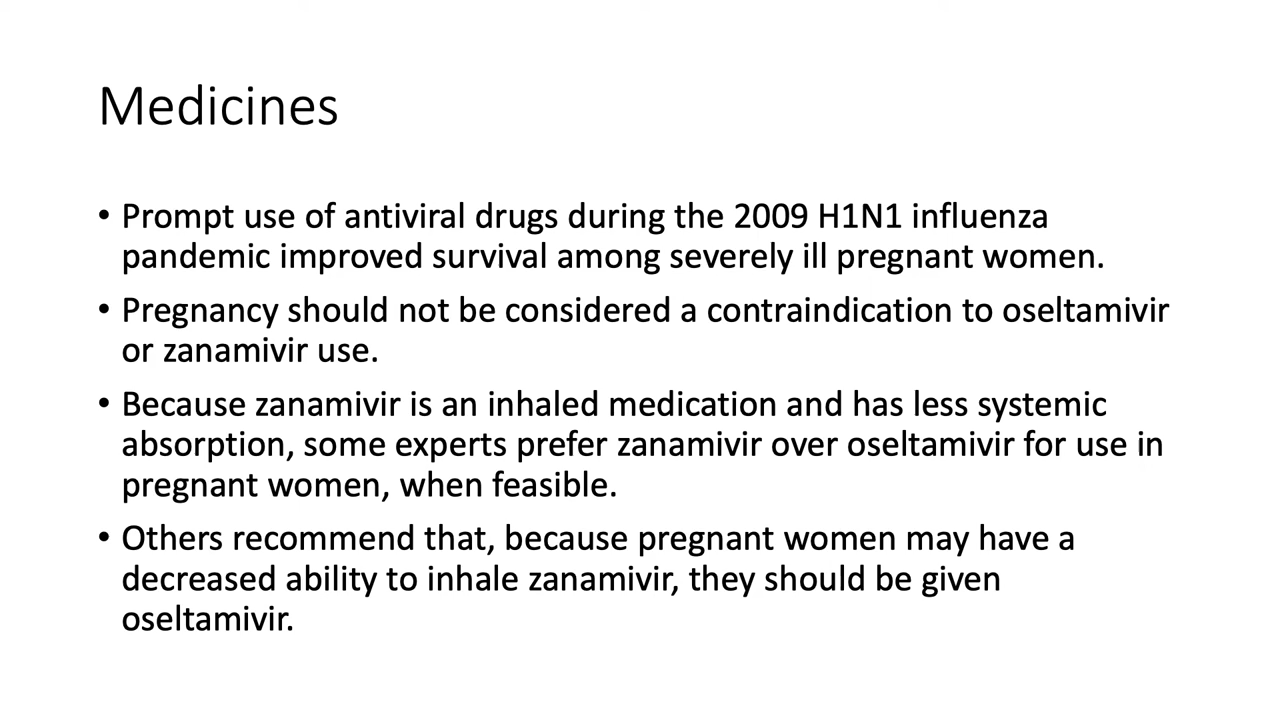 Medicines
• Prompt use of antiviral drugs during the 2009 H1N1 influenza
pandemic improved survival among severely ill pregnant women.
• Pregnancy should not be considered a contraindication to oseltamivir
or zanamivir use.
• Because zanamivir is an inhaled medication and has less systemic
absorption, some experts prefer zanamivir over oseltamivir for use in
pregnant women, when feasible.
• Others recommend that, because pregnant women may have a
decreased ability to inhale zanamivir, they should be given
oseltamivir.